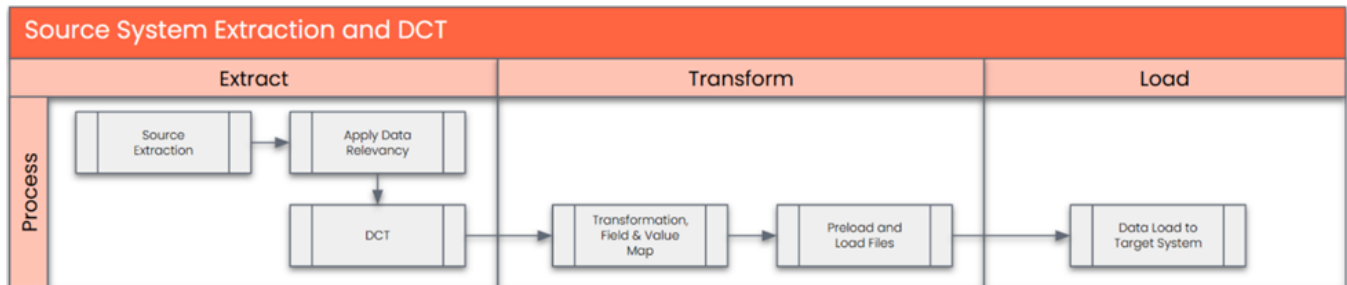 Source System Extraction and DCT
Extract
Transform
Load
Process
Source
Extraction
Apply Data
Relevancy
DCT
Transformation,
Field & Value
Map
Preload and
Load Files
Data Load to
Target System